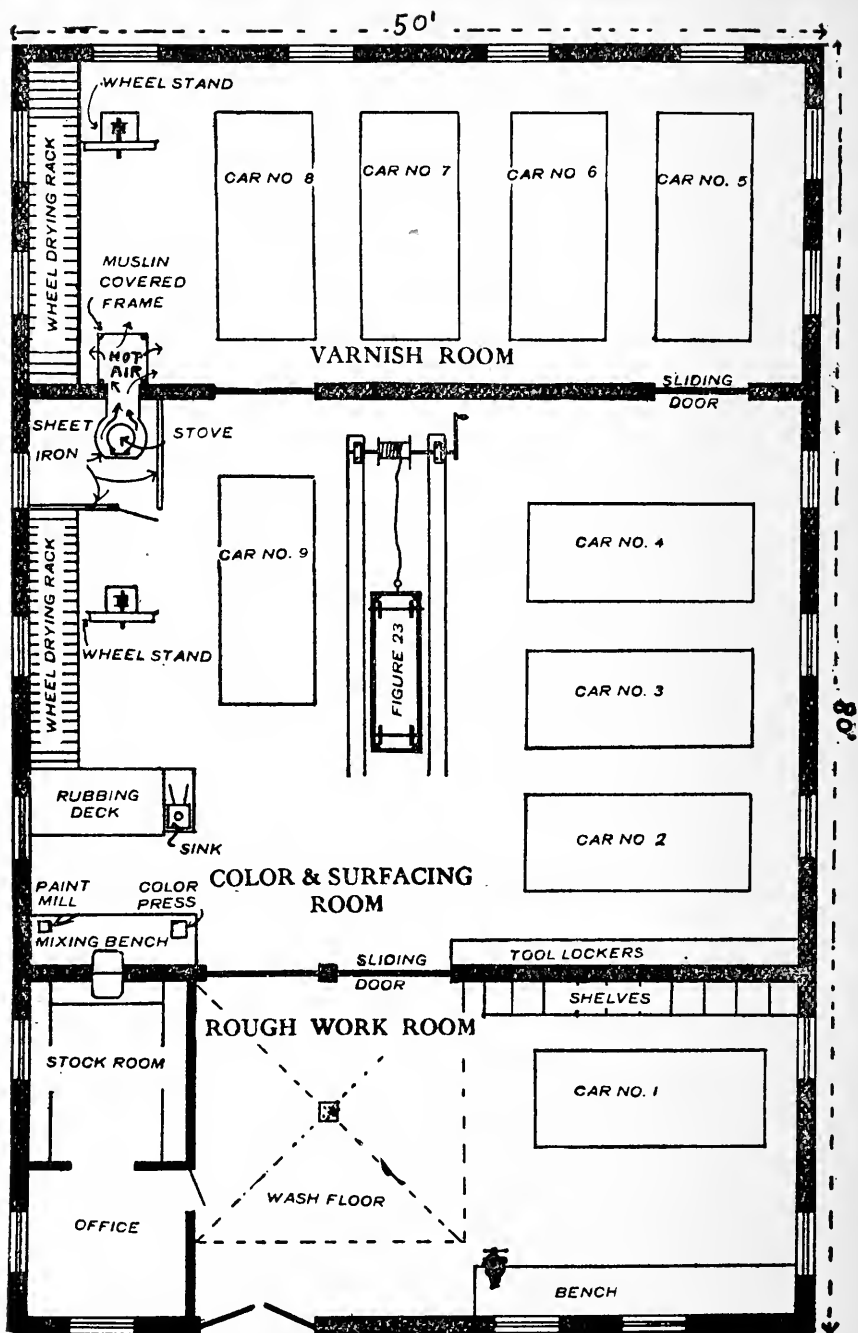 50'
WHEEL STAND
WHEEL DRYING RACK
CAR NO 8
CAR NO 7
CAR NO 6
CAR NO. 5
MUSLIN
COVERED
FRAME
HOT
AIR
VARNISH ROOM
SLIDING
DOOR
SHEET
IRON
STOVE
CAR NO. 9
CAR NO. 4
WHEEL DRYING RACK
WHEEL STAND
FIGURE 23
CAR NO. 3
80'
RUBBING
DECK
SINK
CAR NO 2
COLOR & SURFACING
ROOM
PAINT
MILL
COLOR
PRESS
MIXING BENCH
SLIDING
DOOR
TOOL LOCKERS
SHELVES
ROUGH WORK ROOM
STOCK ROOM
CAR NO. 1
WASH FLOOR
OFFICE
BENCH